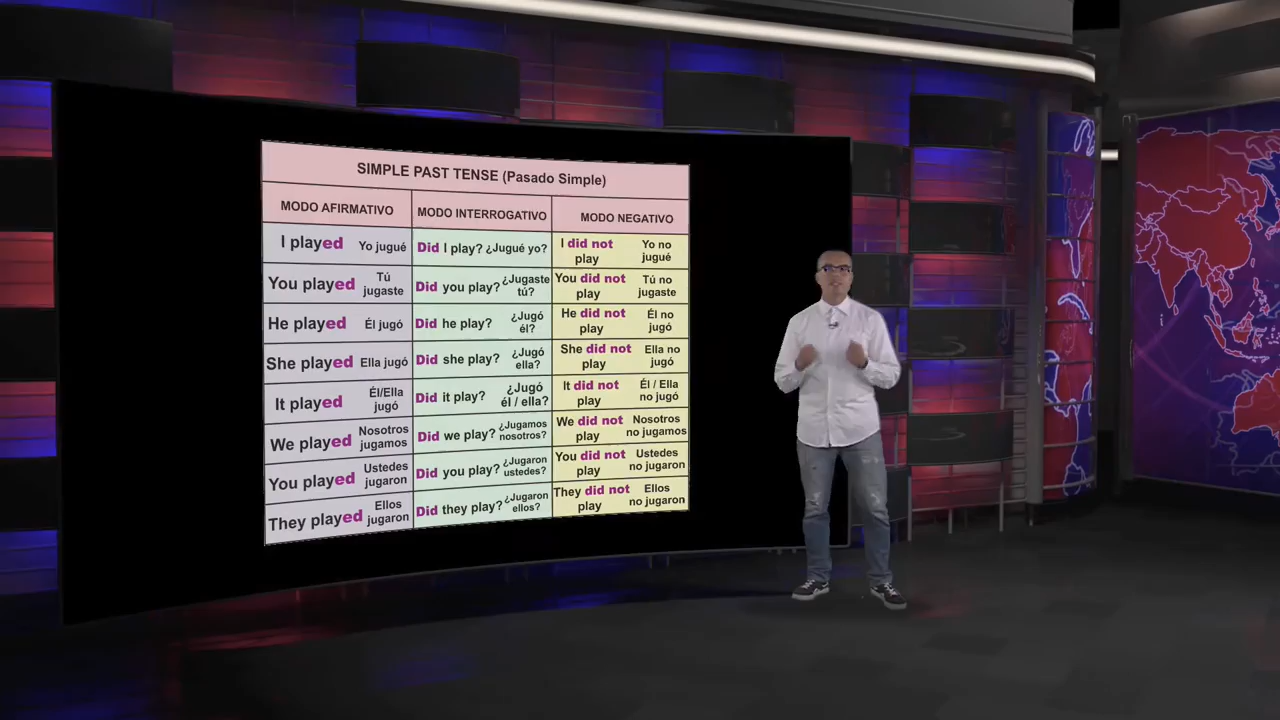 SIMPLE PAST TENSE (Pasado Simple)
MODO AFIRMATIVO MODO INTERROGATIVO MODO NEGATIVO
I played Yo jugué Did I play? ¿Jugué yo? I did not play Yo no jugué
You played Tú jugaste Did you play? ¿Jugaste tú? You did not play Tú no jugaste
He played Él jugó Did he play? ¿Jugó él? He did not play Él no jugó
She played Ella jugó Did she play? ¿Jugó ella? She did not play Ella no jugó
It played Él/Ella jugó Did it play? ¿Jugó él / ella? It did not play Él / Ella no jugó
We played Nosotros jugamos Did we play? ¿Jugamos nosotros? We did not play Nosotros no jugamos
You played Ustedes jugaron Did you play? ¿Jugaron ustedes? You did not play Ustedes no jugaron
They played Ellos jugaron Did they play? ¿Jugaron ellos? They did not play Ellos no jugaron